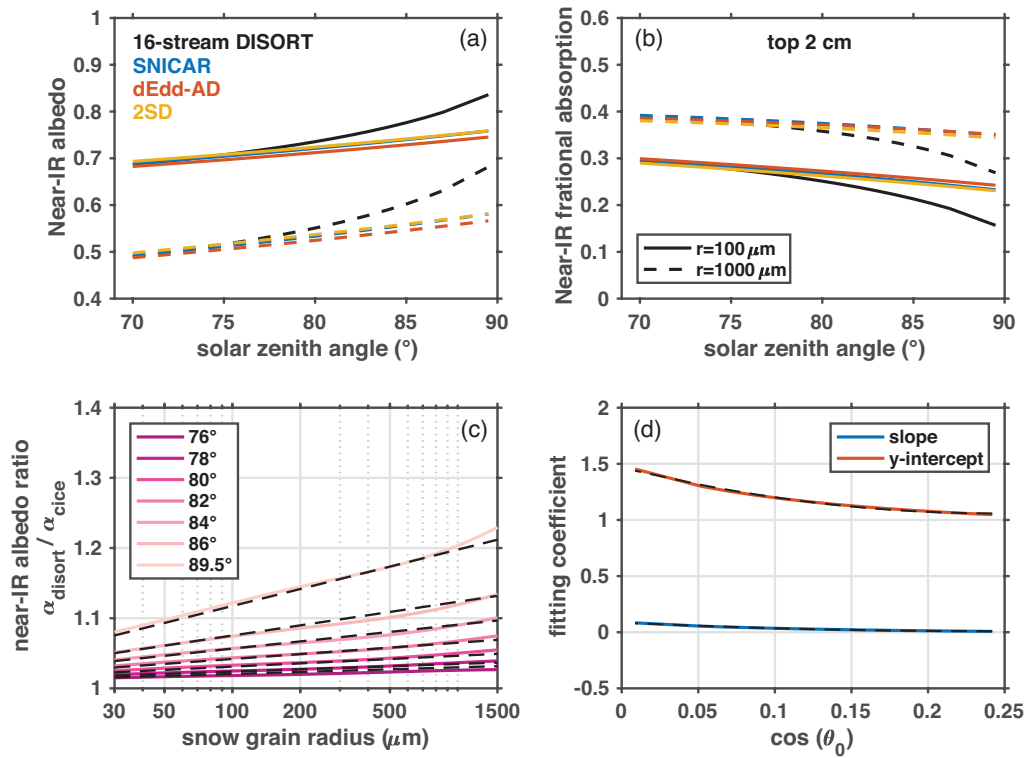 (a)
16-stream DISORT
SNICAR
dEdd-AD
2SD
Near-IR albedo
1
0.9
0.8
0.7
0.6
0.5
0.4
70 75 80 85 90
solar zenith angle (°)
(b)
top 2 cm
Near-IR frational absorption
0.6
0.5
0.4
0.3
0.2
0.1
0
r=100 μm
r=1000 μm
70 75 80 85 90
solar zenith angle (°)
(c)
near-IR albedo ratio
α_disort / α_cice
1.4
1.3
1.2
1.1
1
76°
78°
80°
82°
84°
86°
89.5°
30 50 100 200 500 1500
snow grain radius (μm)
(d)
fitting coefficient
2
1.5
1
0.5
0
-0.5
slope
y-intercept
0 0.05 0.1 0.15 0.2 0.25
cos (θ₀)